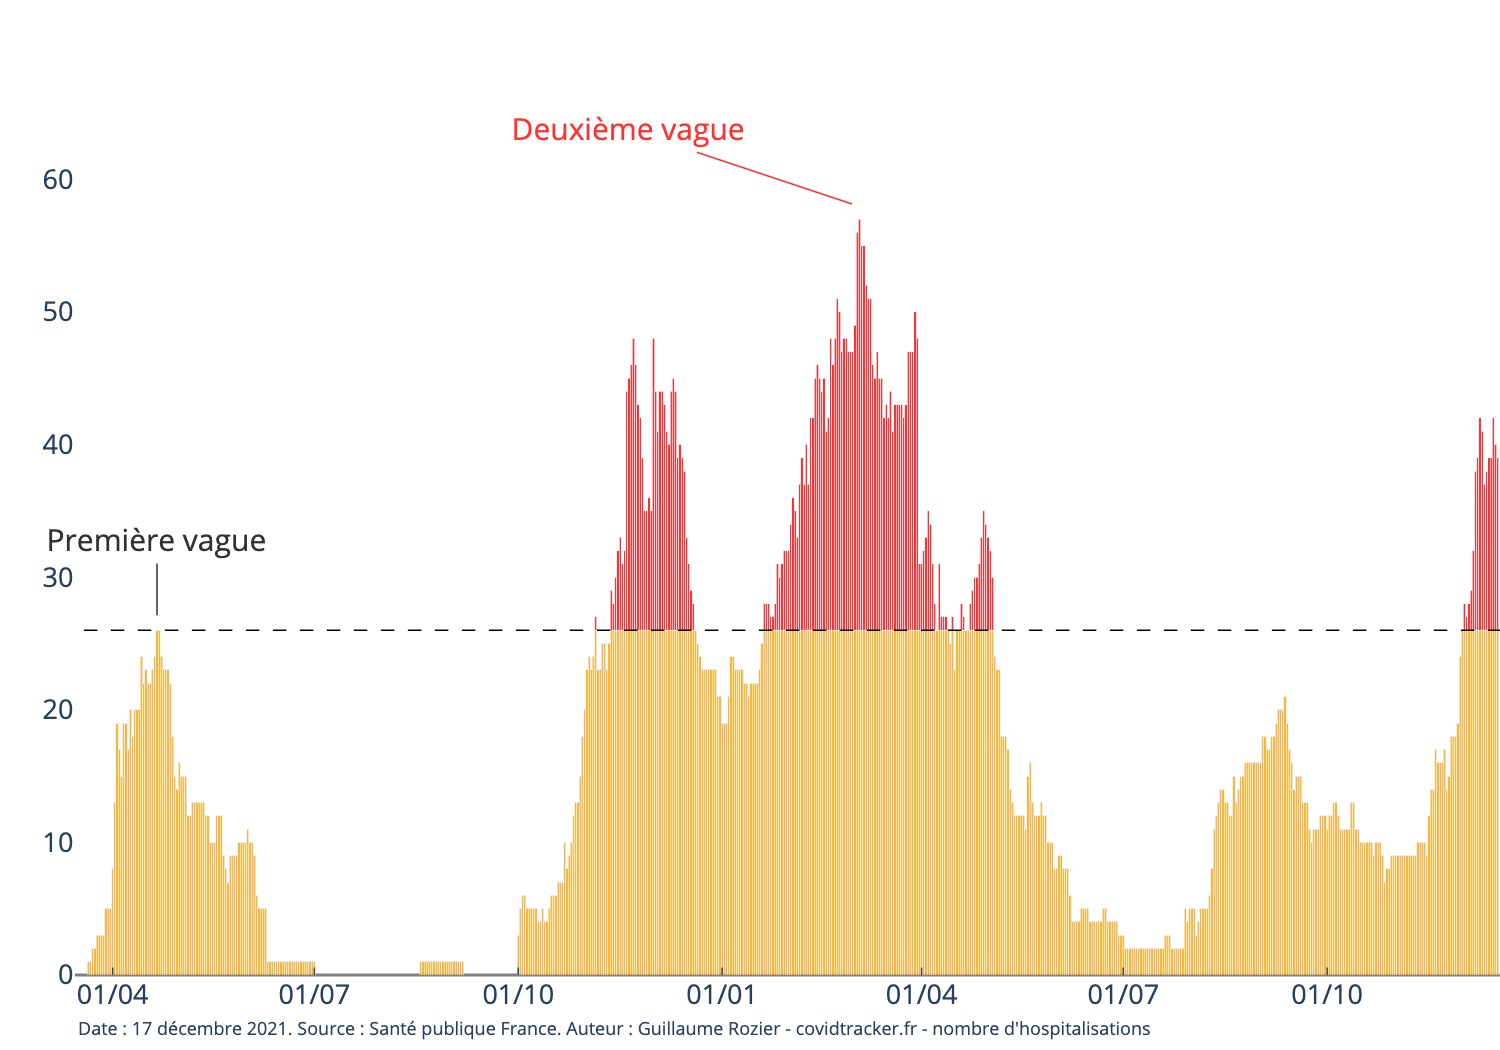 Deuxième vague
60
50
40
Première vague
30
20
10
0
01/04 01/07 01/10 01/01 01/04 01/07 01/10
Date : 17 décembre 2021. Source : Santé publique France. Auteur : Guillaume Rozier - covidtracker.fr - nombre d'hospitalisations